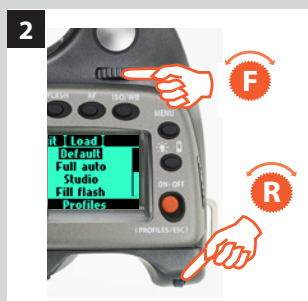 2
F
FLASH AF ISO/WB
MENU
it | Load ]
Default
Full auto
Studio
Fill flash
Profiles
ON-OFF
R
( PROFILES/ESC )